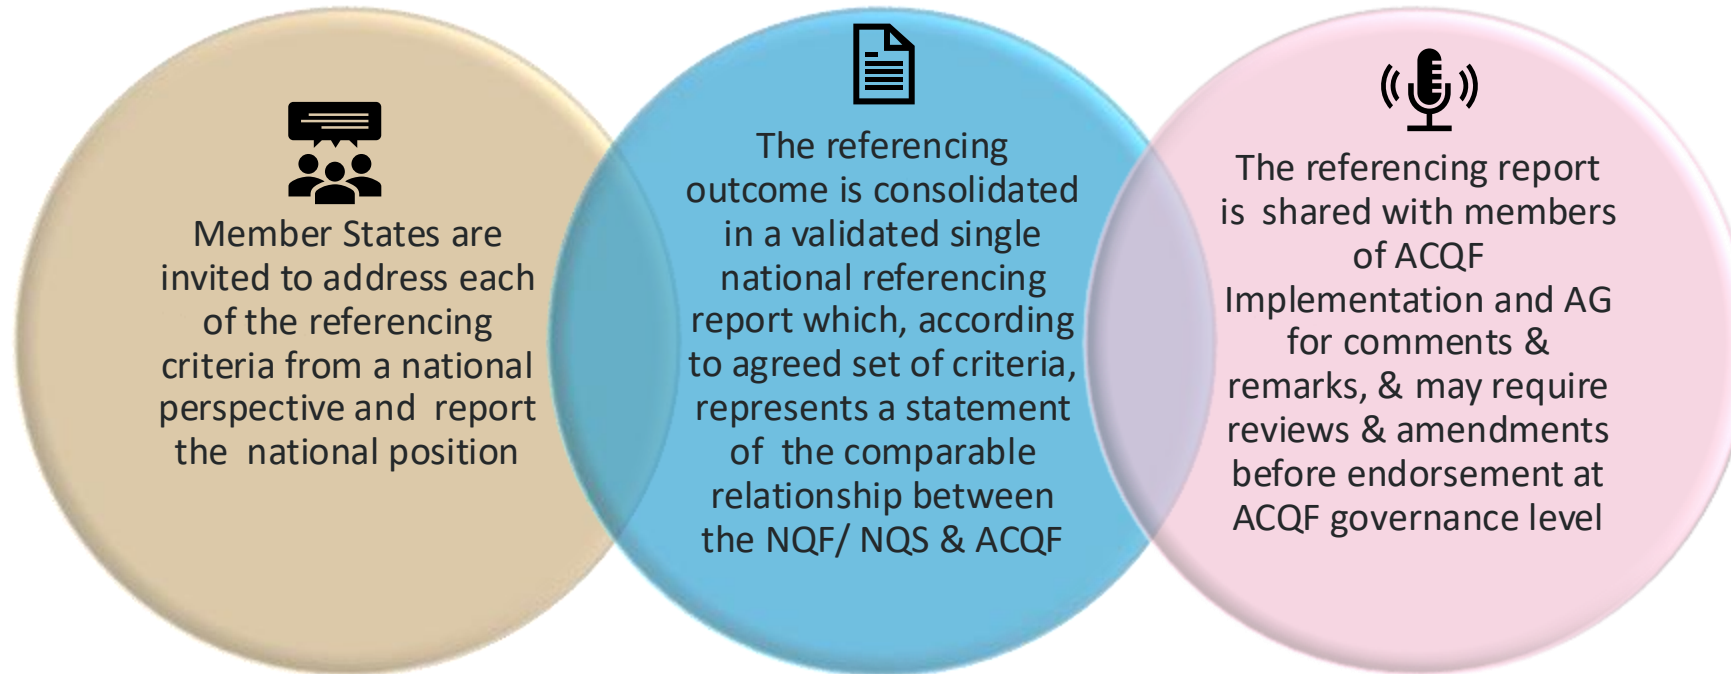 Member States are
invited to address each
of the referencing
criteria from a national
perspective and report
the national position
The referencing
outcome is consolidated
in a validated single
national referencing
report which, according
to agreed set of criteria,
represents a statement
of the comparable
relationship between
the NQF/ NQS & ACQF
The referencing report
is shared with members
of ACQF
Implementation and AG
for comments &
remarks, & may require
reviews & amendments
before endorsement at
ACQF governance level